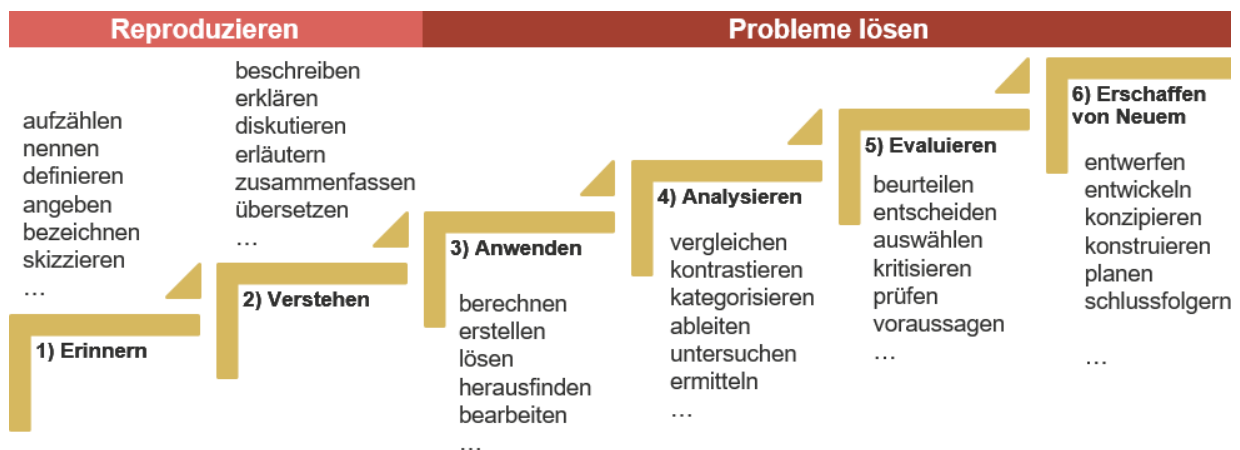 Reproduzieren
Probleme lösen
aufzählen
nennen
definieren
angeben
bezeichnen
skizzieren
…
1) Erinnern
beschreiben
erklären
diskutieren
erläutern
zusammenfassen
übersetzen
…
2) Verstehen
3) Anwenden
berechnen
erstellen
lösen
herausfinden
bearbeiten
…
4) Analysieren
vergleichen
kontrastieren
kategorisieren
ableiten
untersuchen
ermitteln
…
5) Evaluieren
beurteilen
entscheiden
auswählen
kritisieren
prüfen
voraussagen
…
6) Erschaffen
von Neuem
entwerfen
entwickeln
konzipieren
konstruieren
planen
schlussfolgern
…